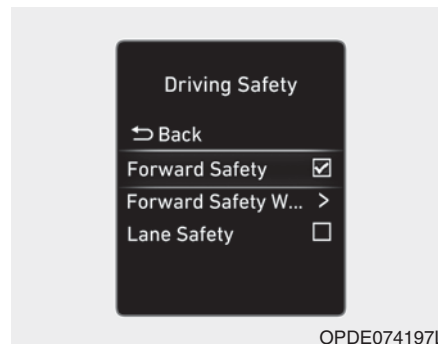 Driving Safety
Back
Forward Safety
Forward Safety W... >
Lane Safety
OPDE074197L